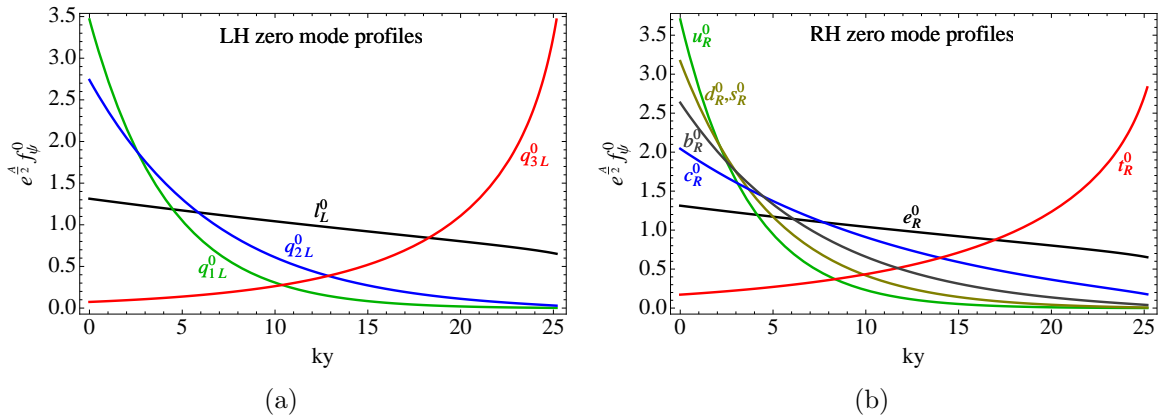 LH zero mode profiles
3.5
3.0
2.5
2.0
1.5
1.0
0.5
0.0
e^{A/2} f_ψ^0
q_{3L}^0
l_L^0
q_{2L}^0
q_{1L}^0
0 5 10 15 20 25
ky
(a)
RH zero mode profiles
3.5
3.0
2.5
2.0
1.5
1.0
0.5
0.0
e^{A/2} f_ψ^0
u_R^0
d_R^0, s_R^0
b_R^0
c_R^0
t_R^0
e_R^0
0 5 10 15 20 25
ky
(b)